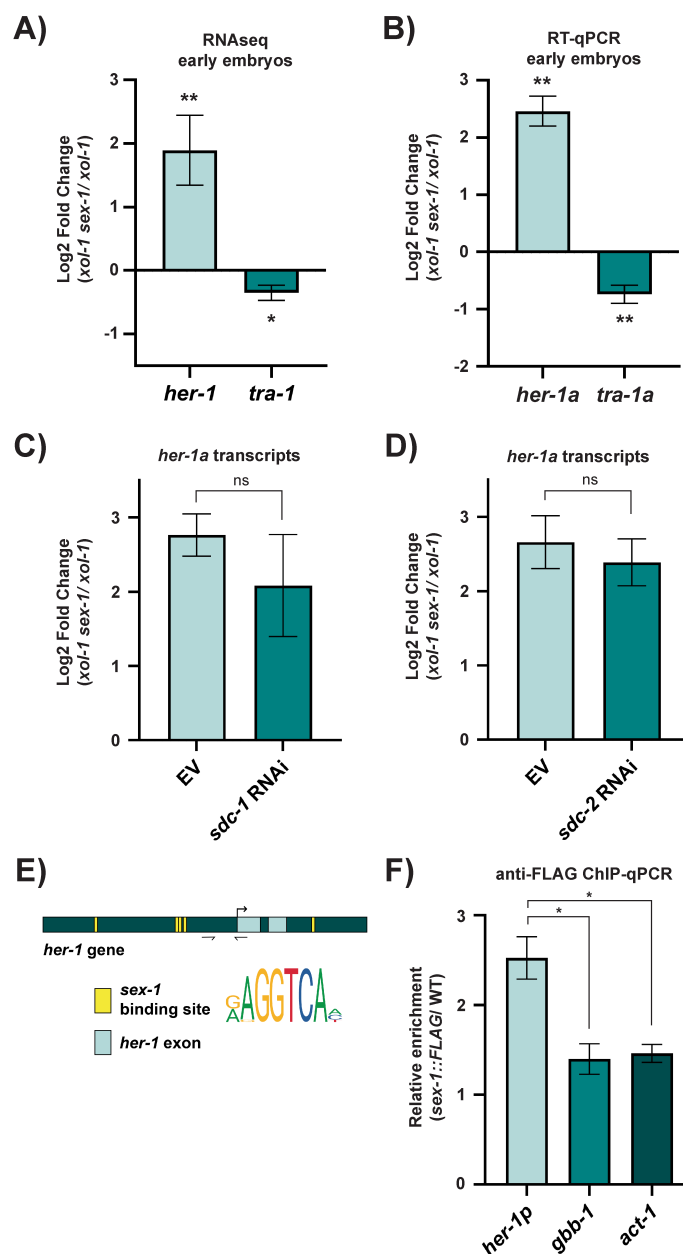 A)
RNAseq
early embryos
Log2 Fold Change
(xol-1 sex-1/ xol-1)
3
2
1
0
-1
**
*
her-1
tra-1
B)
RT-qPCR
early embryos
Log2 Fold Change
(xol-1 sex-1/ xol-1)
3
2
1
0
-1
-2
**
**
her-1a
tra-1a
C)
her-1a transcripts
ns
Log2 Fold Change
(xol-1 sex-1/ xol-1)
3
2
1
0
EV
sdc-1 RNAi
D)
her-1a transcripts
ns
Log2 Fold Change
(xol-1 sex-1/ xol-1)
3
2
1
0
EV
sdc-2 RNAi
E)
her-1 gene
sex-1
binding site
her-1 exon
GAGGTCA
A
F)
anti-FLAG ChIP-qPCR
*
*
Relative enrichment
(sex-1::FLAG/ WT)
3
2
1
0
her-1p
gbb-1
act-1